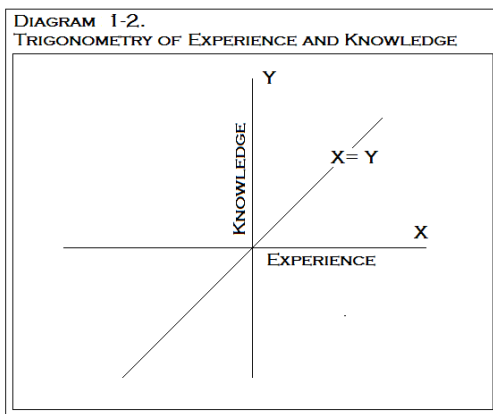 Diagram 1-2.
Trigonometry of Experience and Knowledge
Y
Knowledge
X= Y
X
Experience